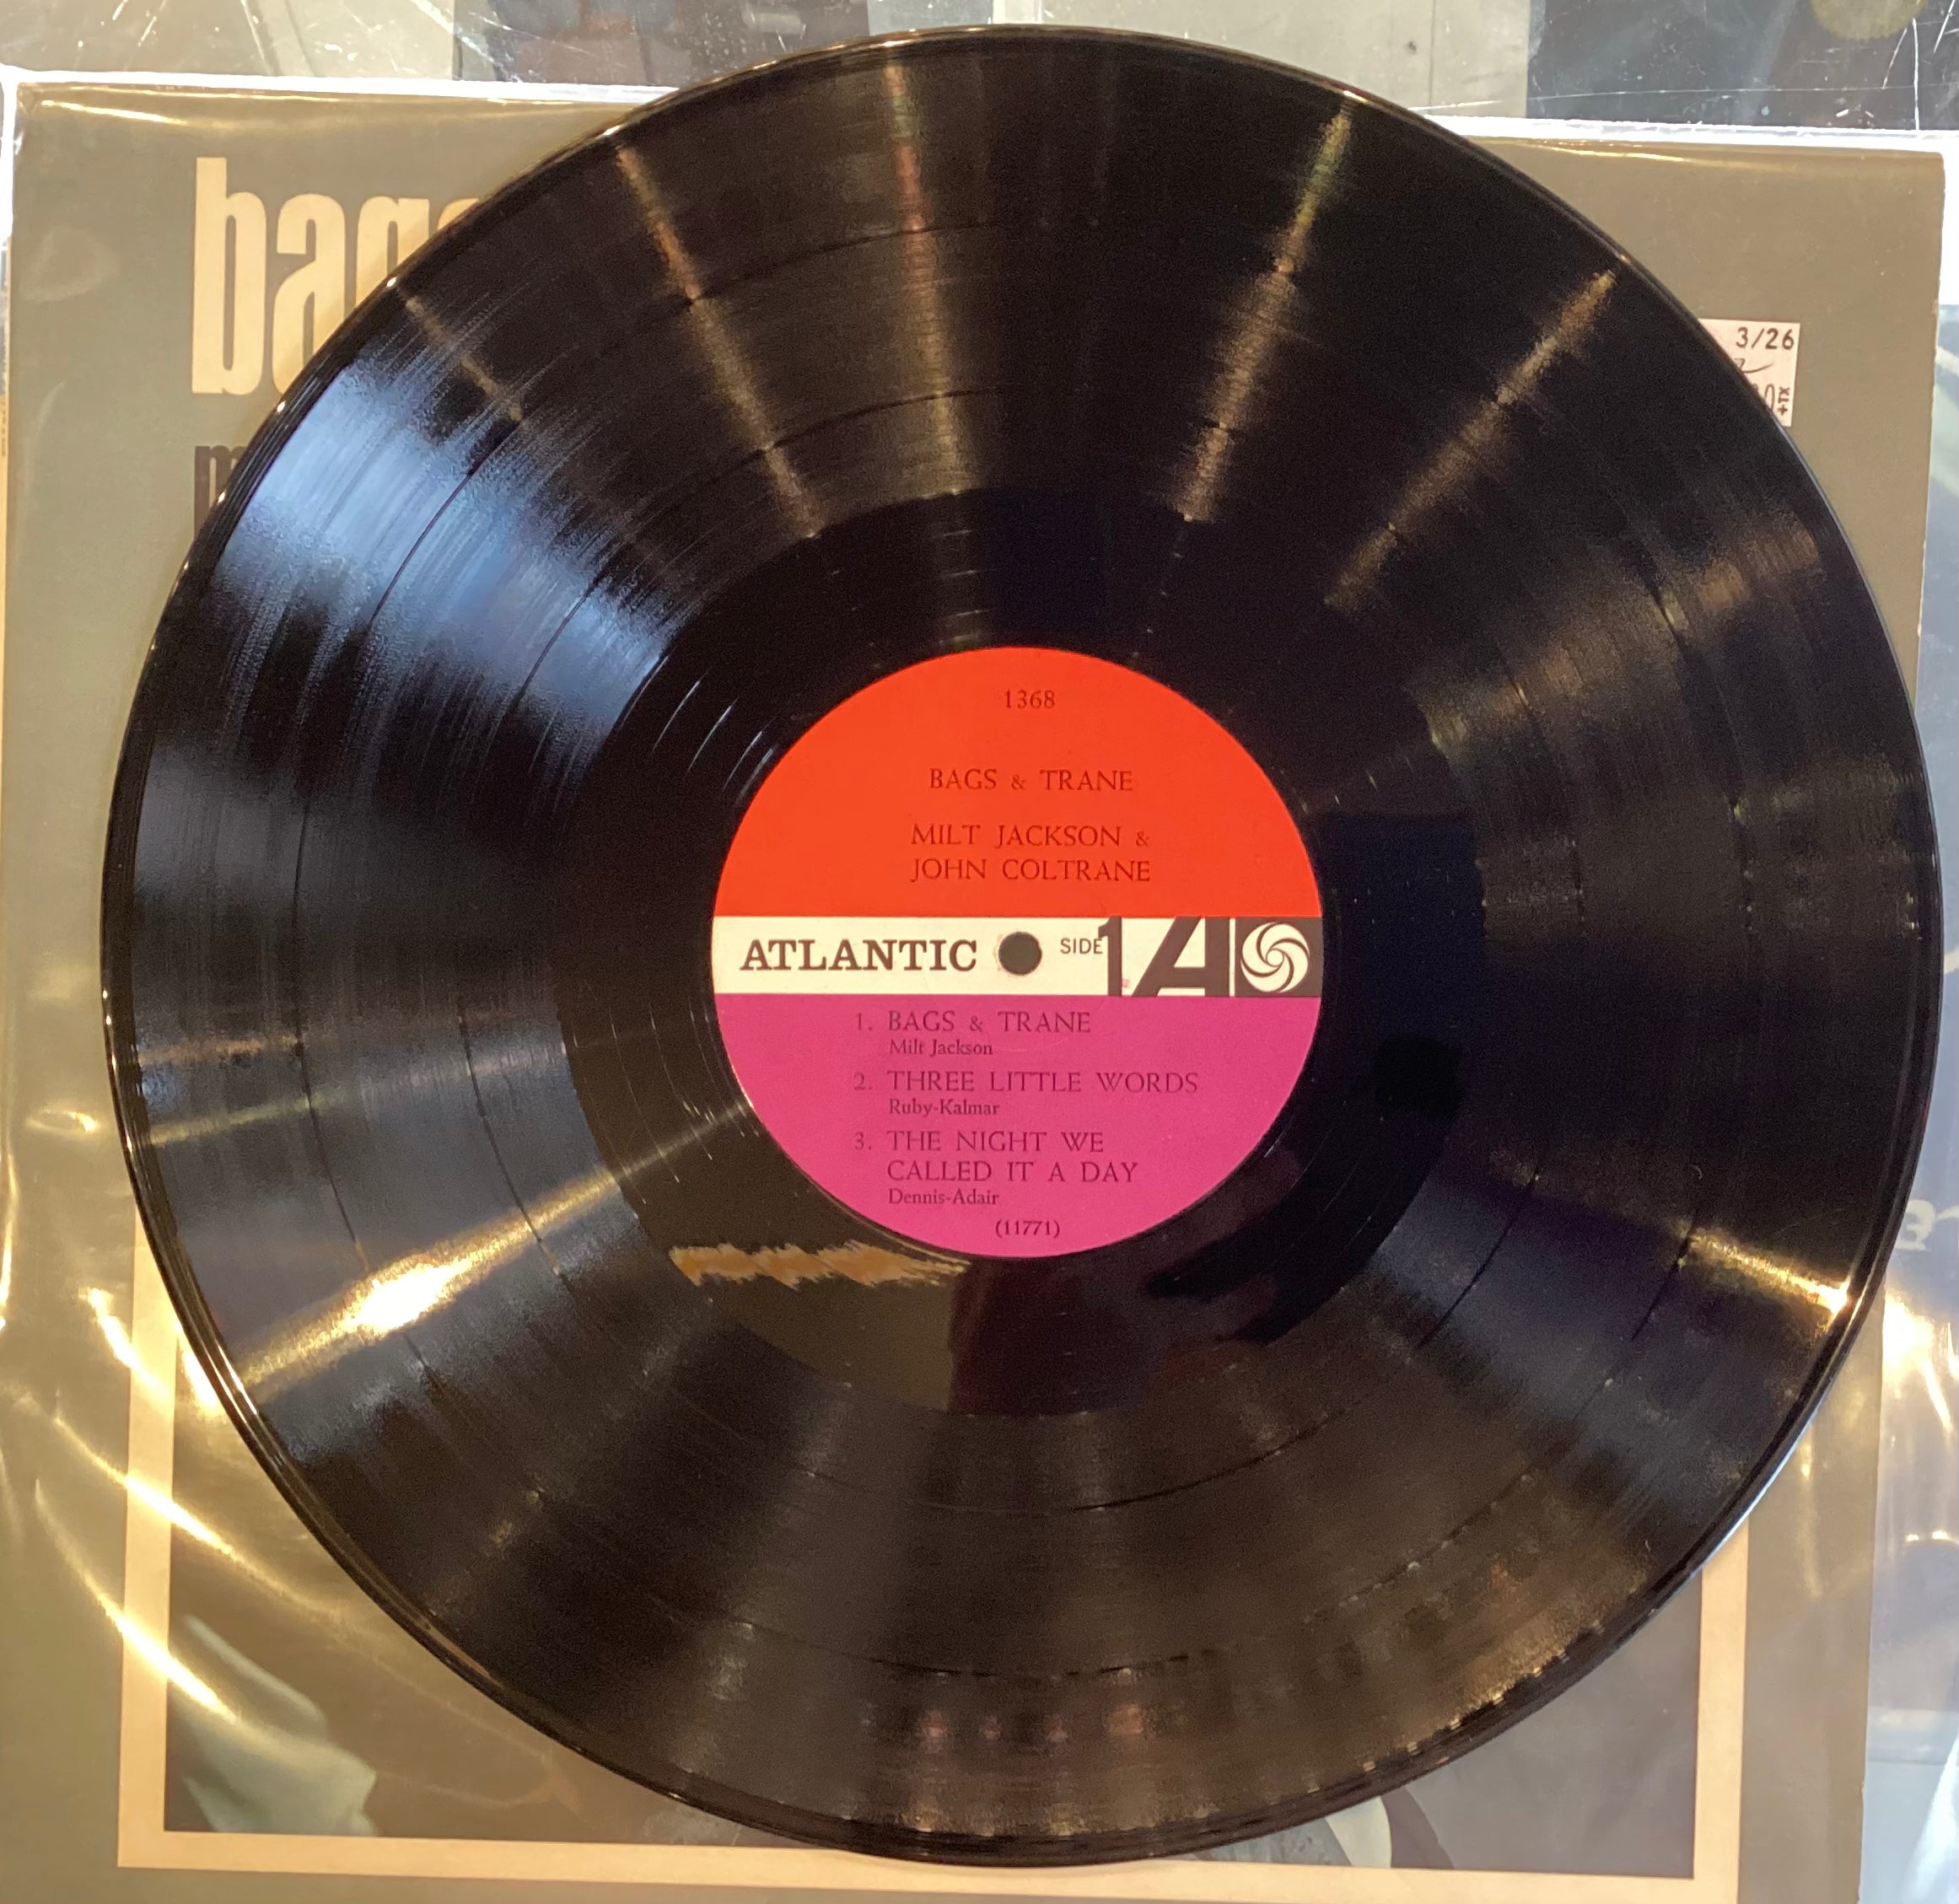 3/26
+TX
1368
BAGS & TRANE
MILT JACKSON &
JOHN COLTRANE
ATLANTIC SIDE 1 A
1. BAGS & TRANE
Milt Jackson
2. THREE LITTLE WORDS
Ruby-Kalmar
3. THE NIGHT WE
CALLED IT A DAY
Dennis-Adair
(11771)